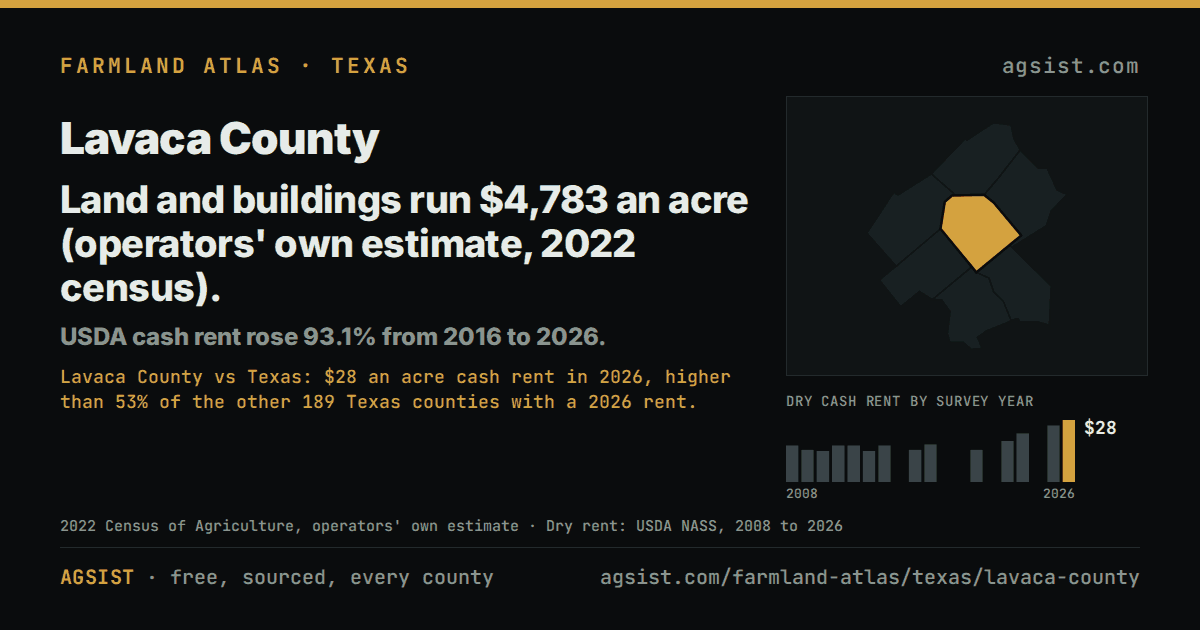 FARMLAND ATLAS · TEXAS
agsist.com
Lavaca County
Land and buildings run $4,783 an acre
(operators' own estimate, 2022
census).
USDA cash rent rose 93.1% from 2016 to 2026.
Lavaca County vs Texas: $28 an acre cash rent in 2026, higher
than 53% of the other 189 Texas counties with a 2026 rent.
DRY CASH RENT BY SURVEY YEAR
$28
2008
2026
2022 Census of Agriculture, operators' own estimate · Dry rent: USDA NASS, 2008 to 2026
AGSIST · free, sourced, every county
agsist.com/farmland-atlas/texas/lavaca-county